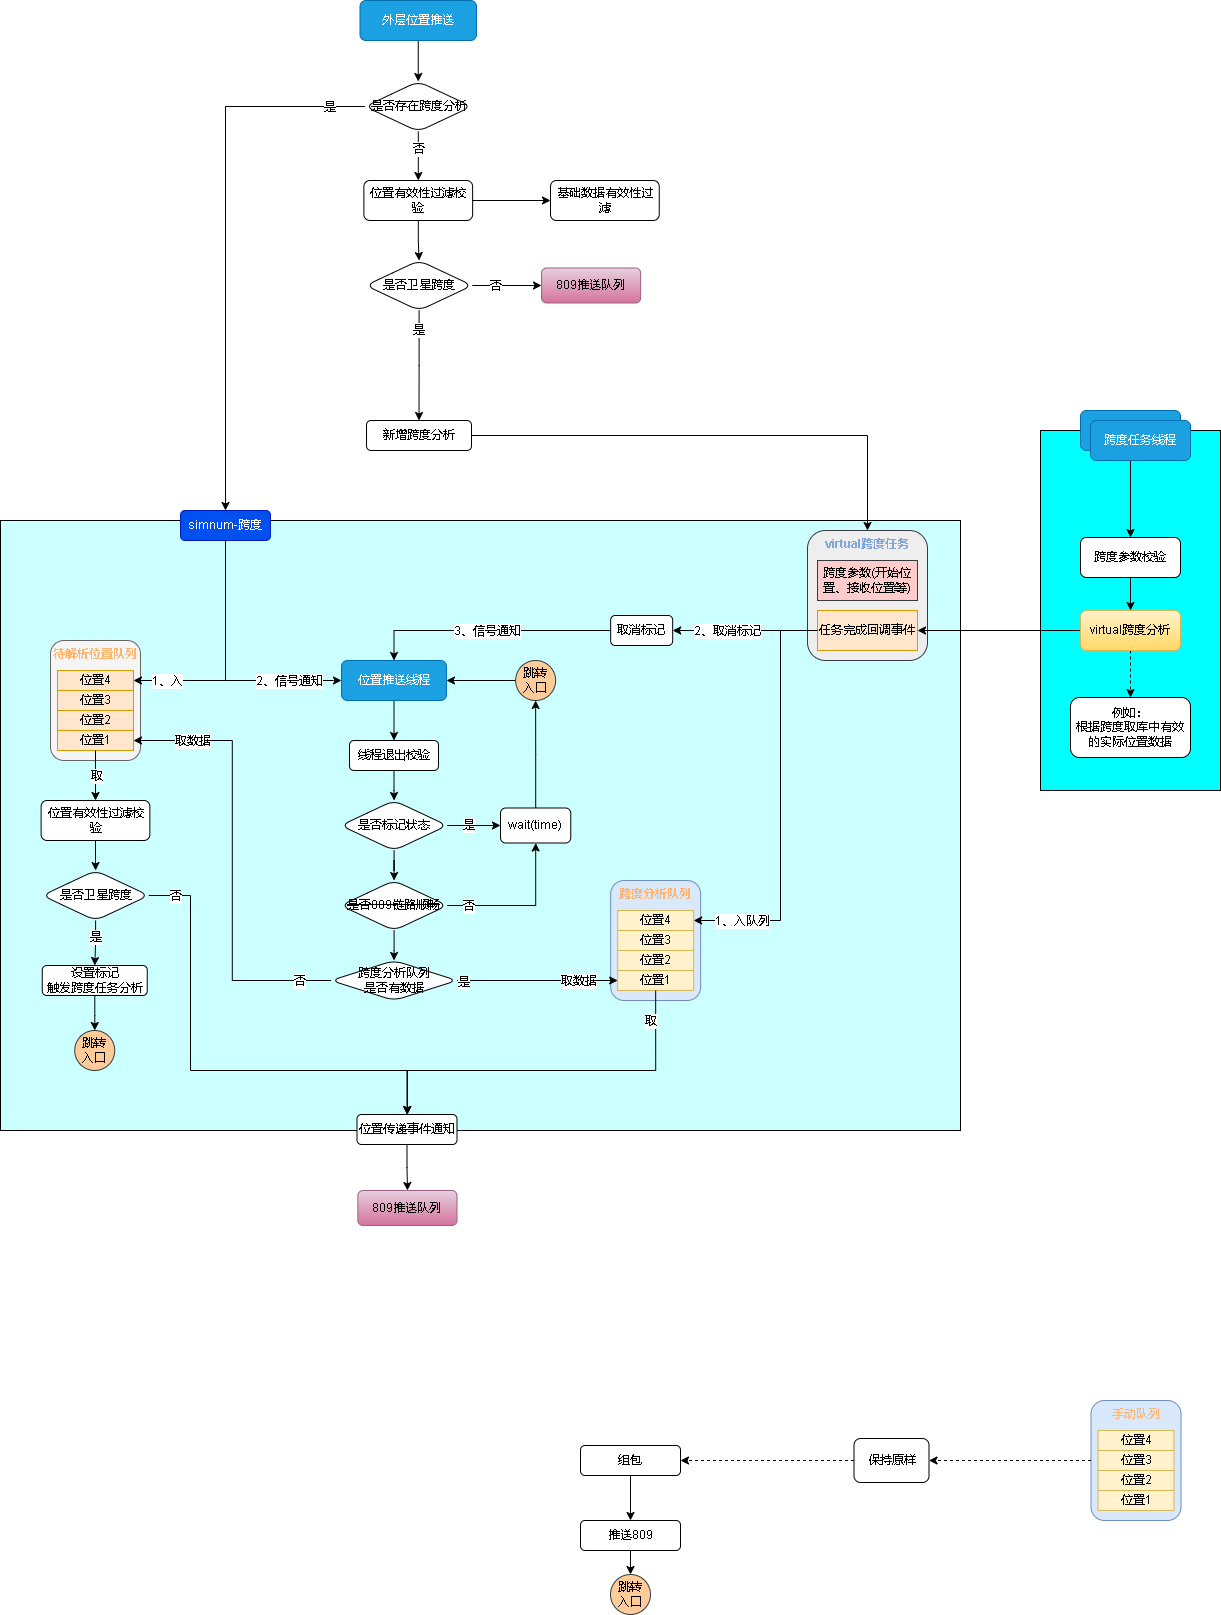 外层位置推送
是否存在跨度分析
是
否
位置有效性过滤校
验
基础数据有效性过
滤
是否卫星跨度
否
809推送队列
是
新增跨度分析
跨度任务线程
跨度参数校验
virtual跨度分析
例如：
根据跨度取库中有效
的实际位置数据
simnum-跨度
virtual跨度任务
跨度参数(开始位
置、接收位置等)
任务完成回调事件
取消标记
2、取消标记
3、信号通知
待解析位置队列
位置4
位置3
位置2
位置1
1、入
2、信号通知
位置推送线程
跳转
入口
取数据
线程退出校验
取
位置有效性过滤校
验
是否标记状态
是
wait(time)
是否卫星跨度
否
是否009链路顺畅
否
跨度分析队列
位置4
位置3
位置2
位置1
1、入队列
是
设置标记
触发跨度任务分析
跨度分析队列
是否有数据
否
是
取数据
取
跳转
入口
位置传递事件通知
809推送队列
手动队列
位置4
位置3
位置2
位置1
保持原样
组包
推送809
跳转
入口